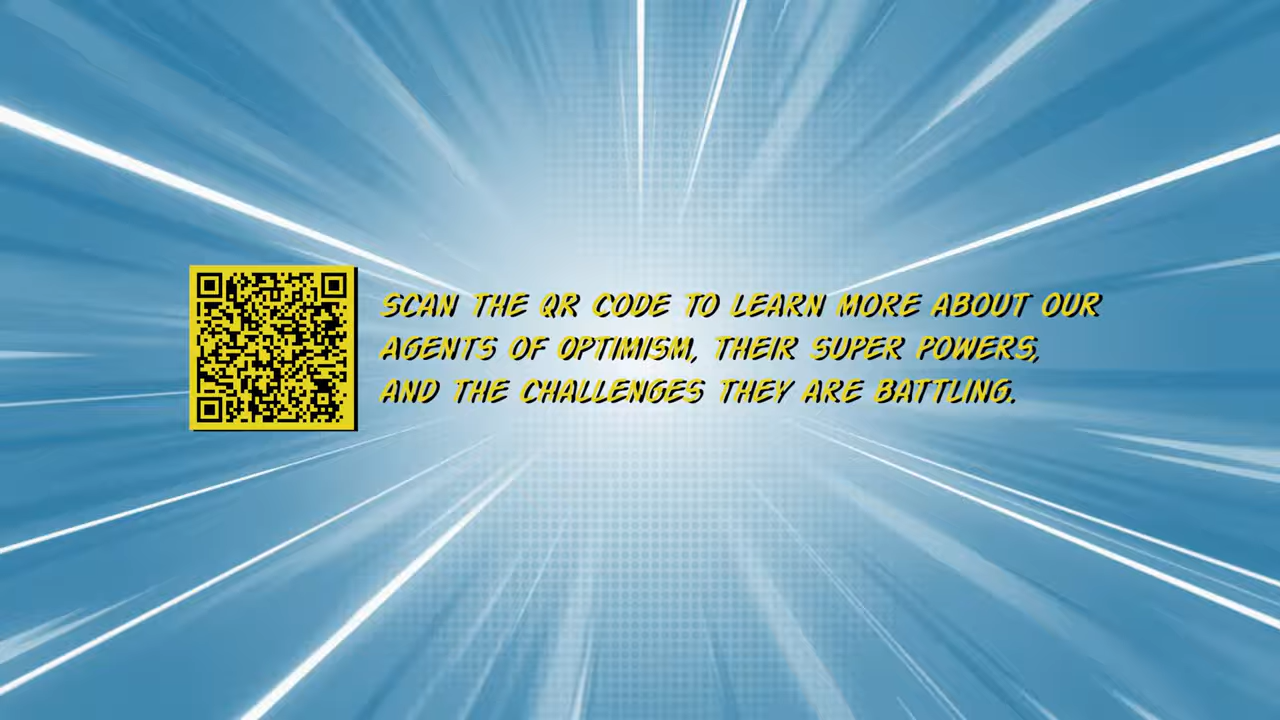 SCAN THE QR CODE TO LEARN MORE ABOUT OUR
AGENTS OF OPTIMISM, THEIR SUPER POWERS,
AND THE CHALLENGES THEY ARE BATTLING.